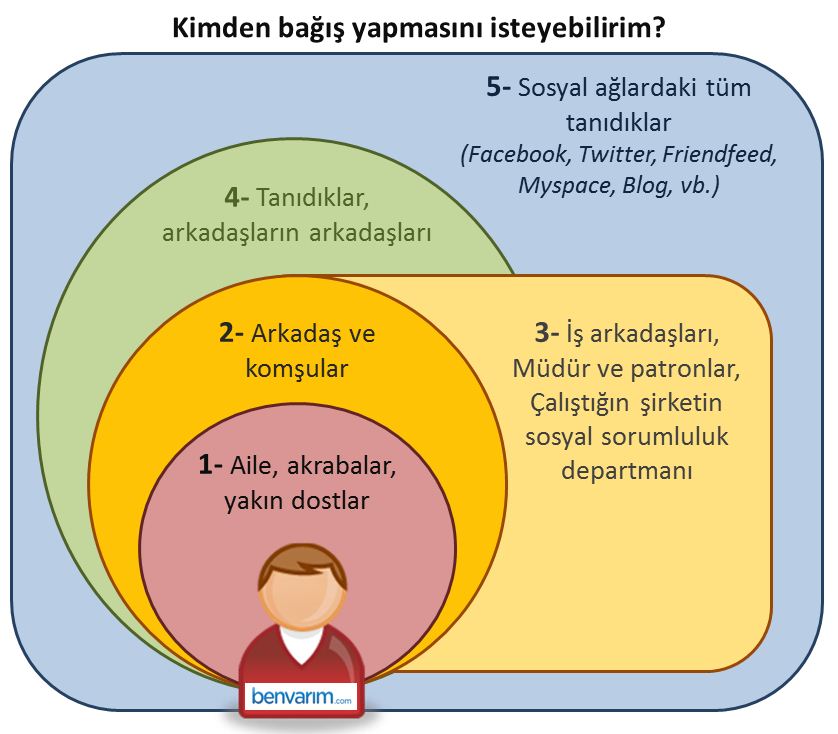 Kimden bağış yapmasını isteyebilirim?
5- Sosyal ağlardaki tüm
tanıdıklar
(Facebook, Twitter, Friendfeed,
Myspace, Blog, vb.)
4- Tanıdıklar,
arkadaşların arkadaşları
2- Arkadaş ve
komşular
3- İş arkadaşları,
Müdür ve patronlar,
Çalıştığın şirketin
sosyal sorumluluk
departmanı
1- Aile, akrabalar,
yakın dostlar
benvarım.com